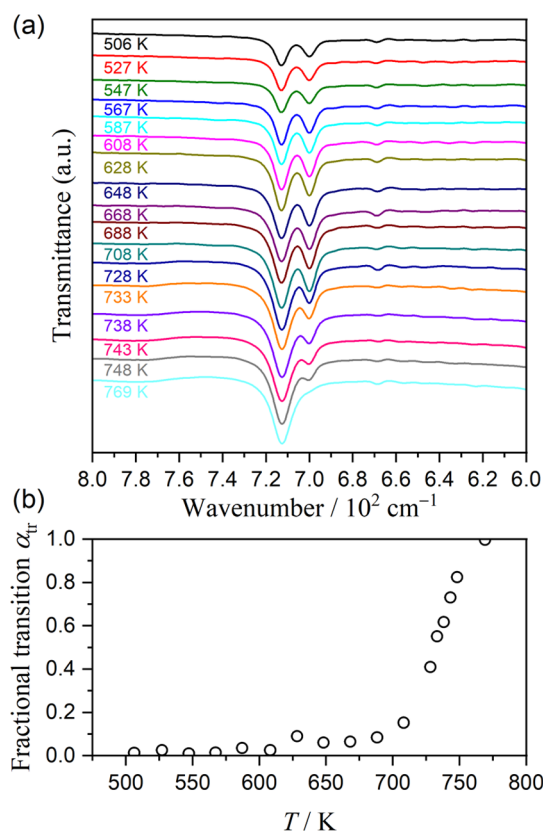 (a)
506 K
527 K
547 K
567 K
587 K
608 K
628 K
648 K
668 K
688 K
708 K
728 K
733 K
738 K
743 K
748 K
769 K
Transmittance (a.u.)
8.0 7.8 7.6 7.4 7.2 7.0 6.8 6.6 6.4 6.2 6.0
Wavenumber / 10² cm⁻¹
(b)
Fractional transition αtr
1.0
0.8
0.6
0.4
0.2
0.0
500 550 600 650 700 750 800
T / K